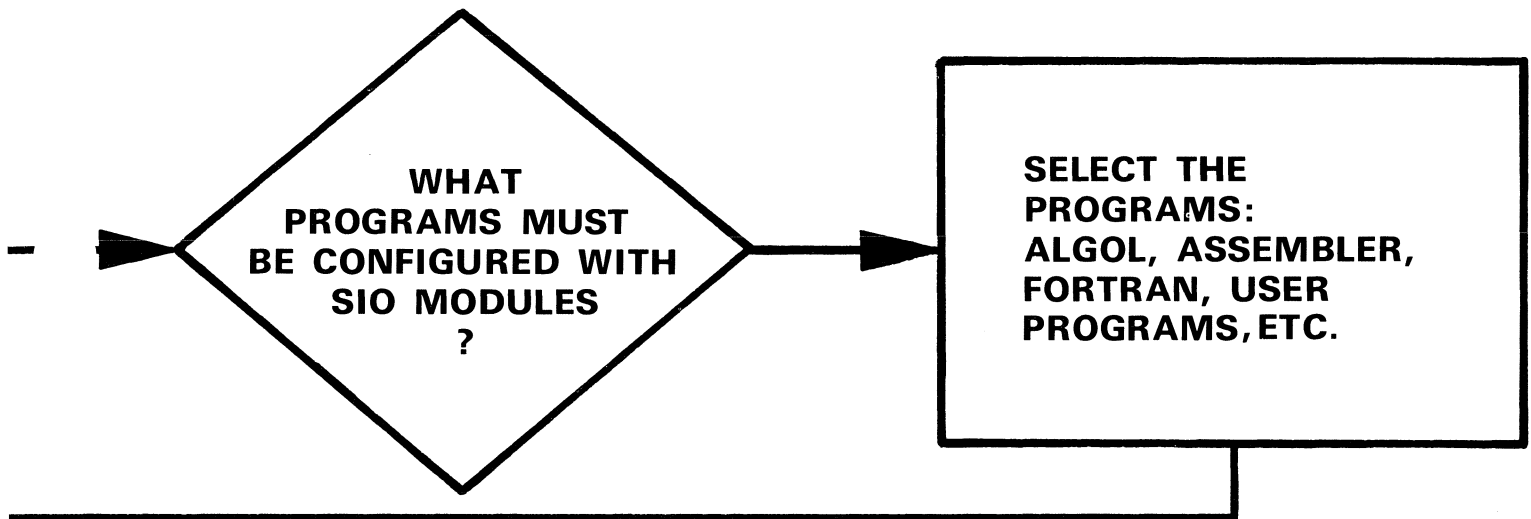 WHAT
PROGRAMS MUST
BE CONFIGURED WITH
SIO MODULES
?
SELECT THE
PROGRAMS:
ALGOL, ASSEMBLER,
FORTRAN, USER
PROGRAMS, ETC.